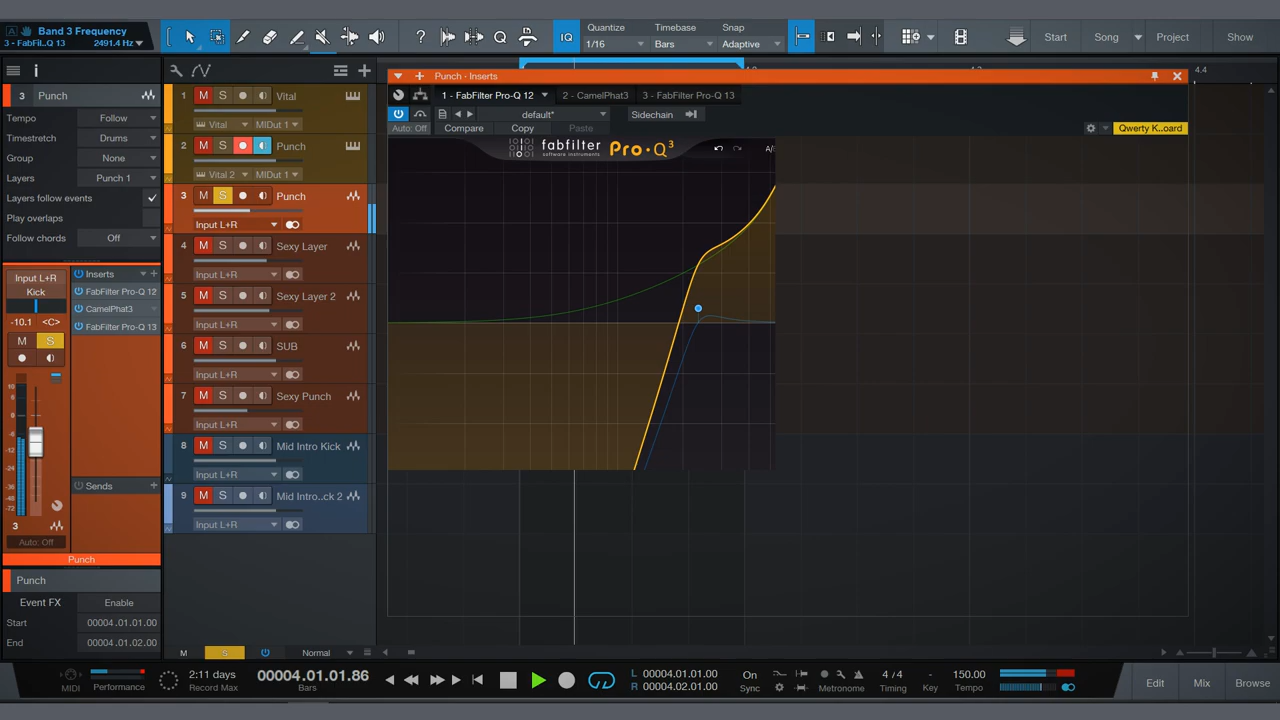 Band 3 Frequency
3 - FabFil..Q 13 2491.4 Hz
Quantize Timebase Snap
IQ 1/16 Bars Adaptive
Start Song Project Show
3 Punch
Tempo Follow
Timestretch Drums
Group None
Layers Punch 1
Layers follow events
Play overlaps
Follow chords Off
Input L+R
Kick
-10.1 <C>
M S
Inserts
FabFilter Pro-Q 12
CamelPhat3
FabFilter Pro-Q 13
Sends
3
Auto: Off
Punch
Punch
Event FX Enable
Start 00004.01.01.00
End 00004.01.02.00
1 M S Vital
Vital MIDut 1
2 M S Punch
Vital 2 MIDut 1
3 M S Punch
Input L+R
4 M S Sexy Layer
Input L+R
5 M S Sexy Layer 2
Input L+R
6 M S SUB
Input L+R
7 M S Sexy Punch
Input L+R
8 M S Mid Intro Kick
Input L+R
9 M S Mid Intro..ck 2
Input L+R
M S Normal
4.4
Punch - Inserts
1 - FabFilter Pro-Q 12 2 - CamelPhat3 3 - FabFilter Pro-Q 13
default* Sidechain
Auto: Off Compare Copy Paste Qwerty K..oard
fabfilter Pro·Q³
software instruments
MIDI Performance
2:11 days
Record Max
00004.01.01.86
Bars
L 00004.01.01.00
R 00004.02.01.00
On
Sync
Metronome
4 / 4
Timing
-
Key
150.00
Tempo
Edit Mix Browse